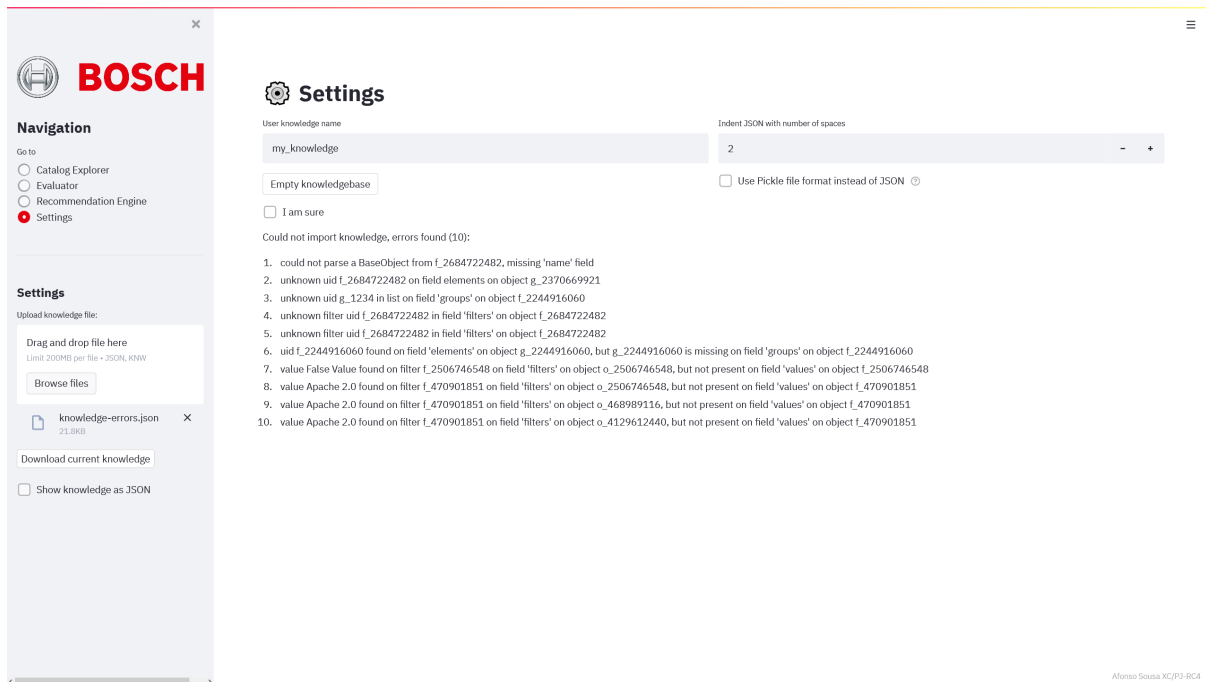 BOSCH
Navigation
Go to
Catalog Explorer
Evaluator
Recommendation Engine
Settings
Settings
Upload knowledge file:
Drag and drop file here
Limit 200MB per file • JSON, KNW
Browse files
knowledge-errors.json
21.8KB
Download current knowledge
Show knowledge as JSON
Settings
User knowledge name
my_knowledge
Indent JSON with number of spaces
2
Empty knowledgebase
Use Pickle file format instead of JSON
I am sure
Could not import knowledge, errors found (10):
1. could not parse a BaseObject from f_2684722482, missing 'name' field
2. unknown uid f_2684722482 on field elements on object g_2370669921
3. unknown uid g_1234 in list on field 'groups' on object f_2244916060
4. unknown filter uid f_2684722482 in field 'filters' on object f_2684722482
5. unknown filter uid f_2684722482 in field 'filters' on object f_2684722482
6. uid f_2244916060 found on field 'elements' on object g_2244916060, but g_2244916060 is missing on field 'groups' on object f_2244916060
7. value False Value found on filter f_2506746548 on field 'filters' on object o_2506746548, but not present on field 'values' on object f_2506746548
8. value Apache 2.0 found on filter f_470901851 on field 'filters' on object o_2506746548, but not present on field 'values' on object f_470901851
9. value Apache 2.0 found on filter f_470901851 on field 'filters' on object o_468989116, but not present on field 'values' on object f_470901851
10. value Apache 2.0 found on filter f_470901851 on field 'filters' on object o_4129612440, but not present on field 'values' on object f_470901851
Afonso Sousa XC/PJ-RC4